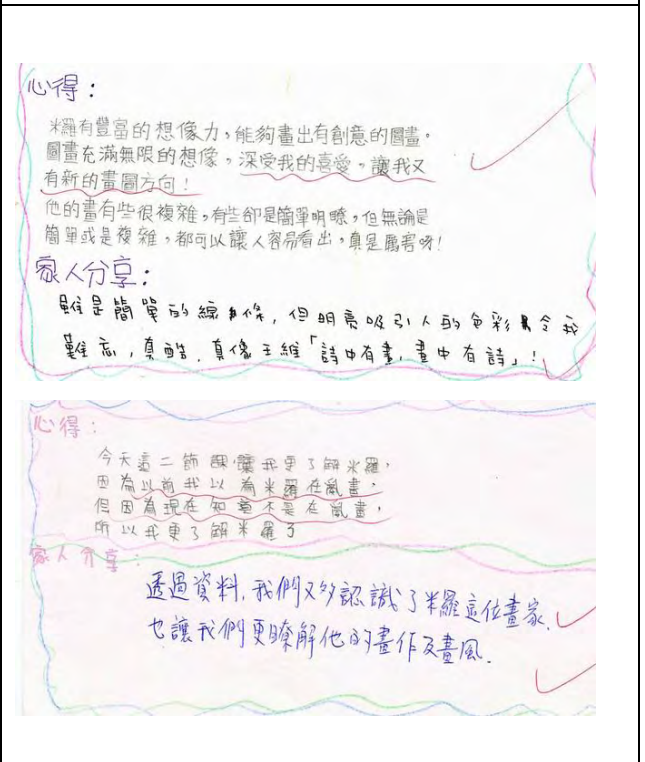 心得：
米羅有豐富的想像力，能夠畫出有創意的圖畫。
圖畫充滿無限的想像。深受我的喜愛。讓我又
有新的畫圖方向！
他的畫有些很複雜，有些卻是簡單明瞭，但無論是
簡單或是複雜，都可以讓人容易看出，真是厲害呀！
家人分享：
雖是簡單的線條，但明亮吸引人的色彩令我
難忘，真酷．真像王維「詩中有畫，畫中有詩」！
心得：
今天這二節課讓我更了解米羅，
因為以前我以為米羅在亂畫，
但因為現在知道不是在亂畫，
所以我更了解米羅了
家人分享：
透過資料，我們又多認識了米羅這位畫家．
也讓我們更瞭解他的畫作及畫風．